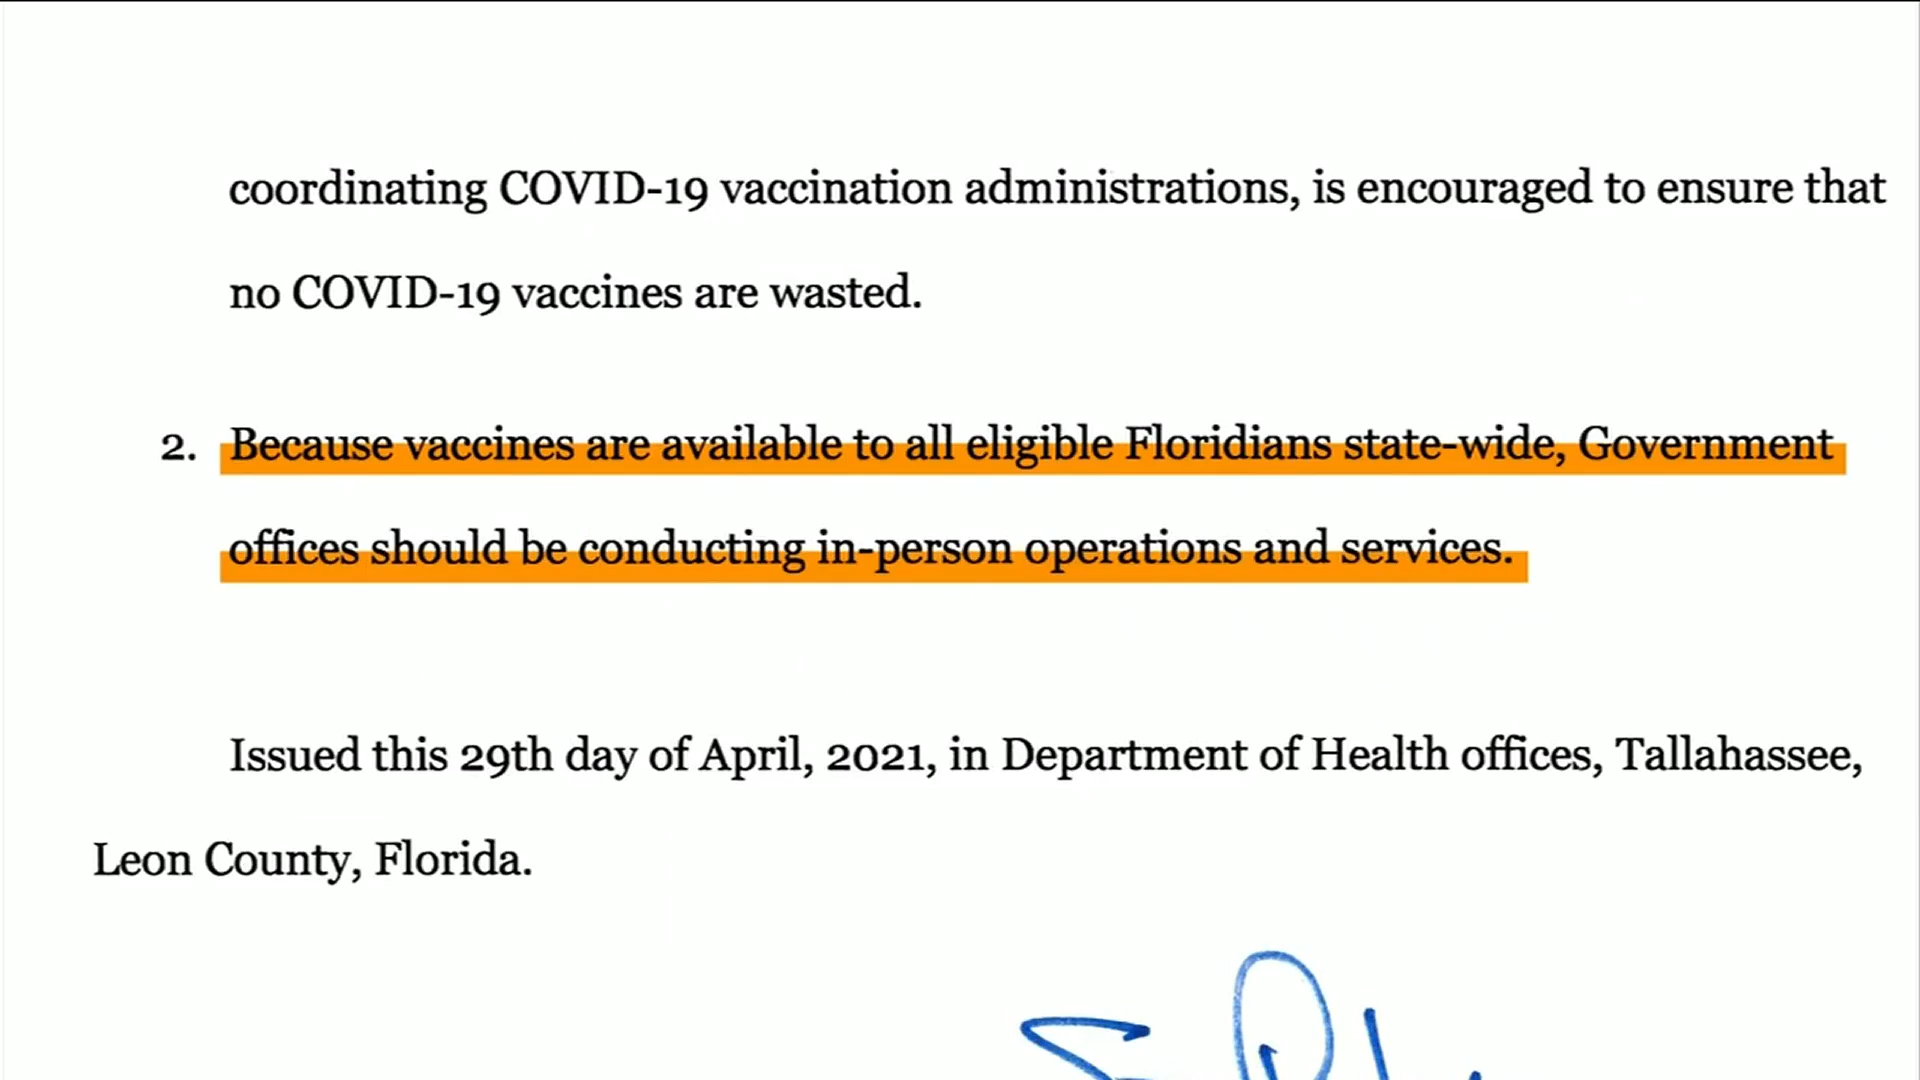 coordinating COVID-19 vaccination administrations, is encouraged to ensure that
no COVID-19 vaccines are wasted.
2. Because vaccines are available to all eligible Floridians state-wide, Government
offices should be conducting in-person operations and services.
Issued this 29th day of April, 2021, in Department of Health offices, Tallahassee,
Leon County, Florida.